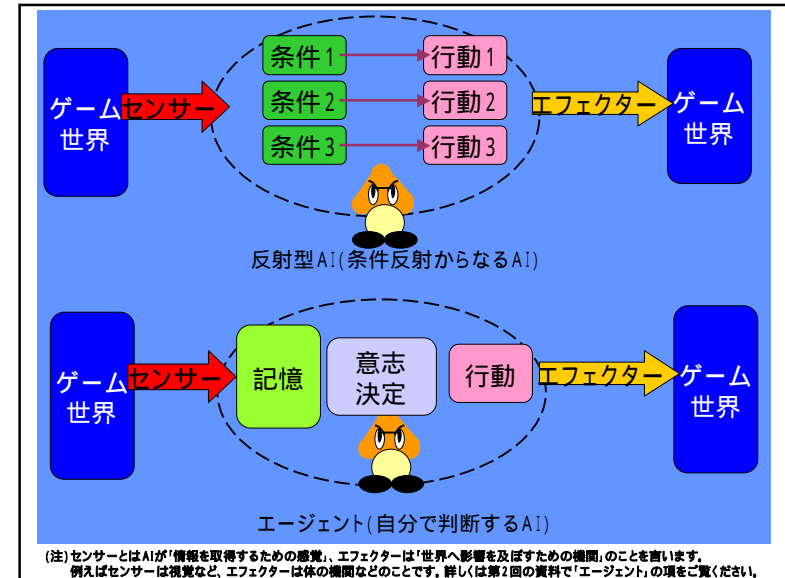 条件1
行動1
ゲーム
世界
センサー
条件2
行動2
エフェクター
ゲーム
世界
条件3
行動3
反射型AI(条件反射からなるAI)
ゲーム
世界
センサー
記憶
意志
決定
行動
エフェクター
ゲーム
世界
エージェント(自分で判断するAI)
(注)センサーとはAIが「情報を取得するための感覚」、エフェクターは「世界へ影響を及ぼすための機関」のことを言います。
例えばセンサーは視覚など、エフェクターは体の機関などのことです。詳しくは第2回の資料で「エージェント」の項をご覧ください。